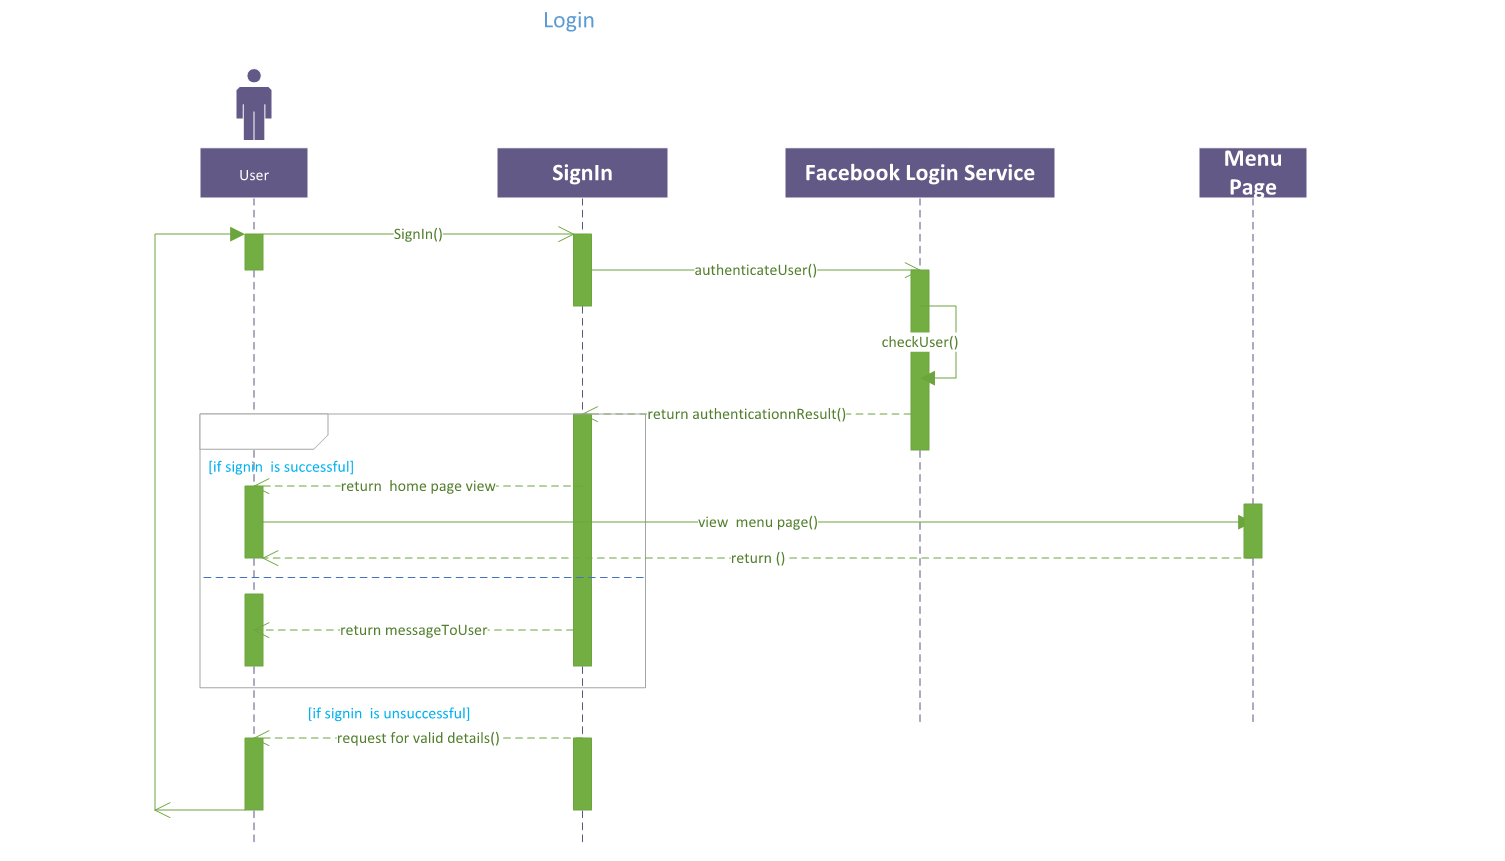 Login
User
SignIn
Facebook Login Service
Menu
Page
SignIn()
authenticateUser()
checkUser()
return authenticationnResult()
[if signin  is successful]
return  home page view
view  menu page()
return ()
return messageToUser
[if signin  is unsuccessful]
request for valid details()